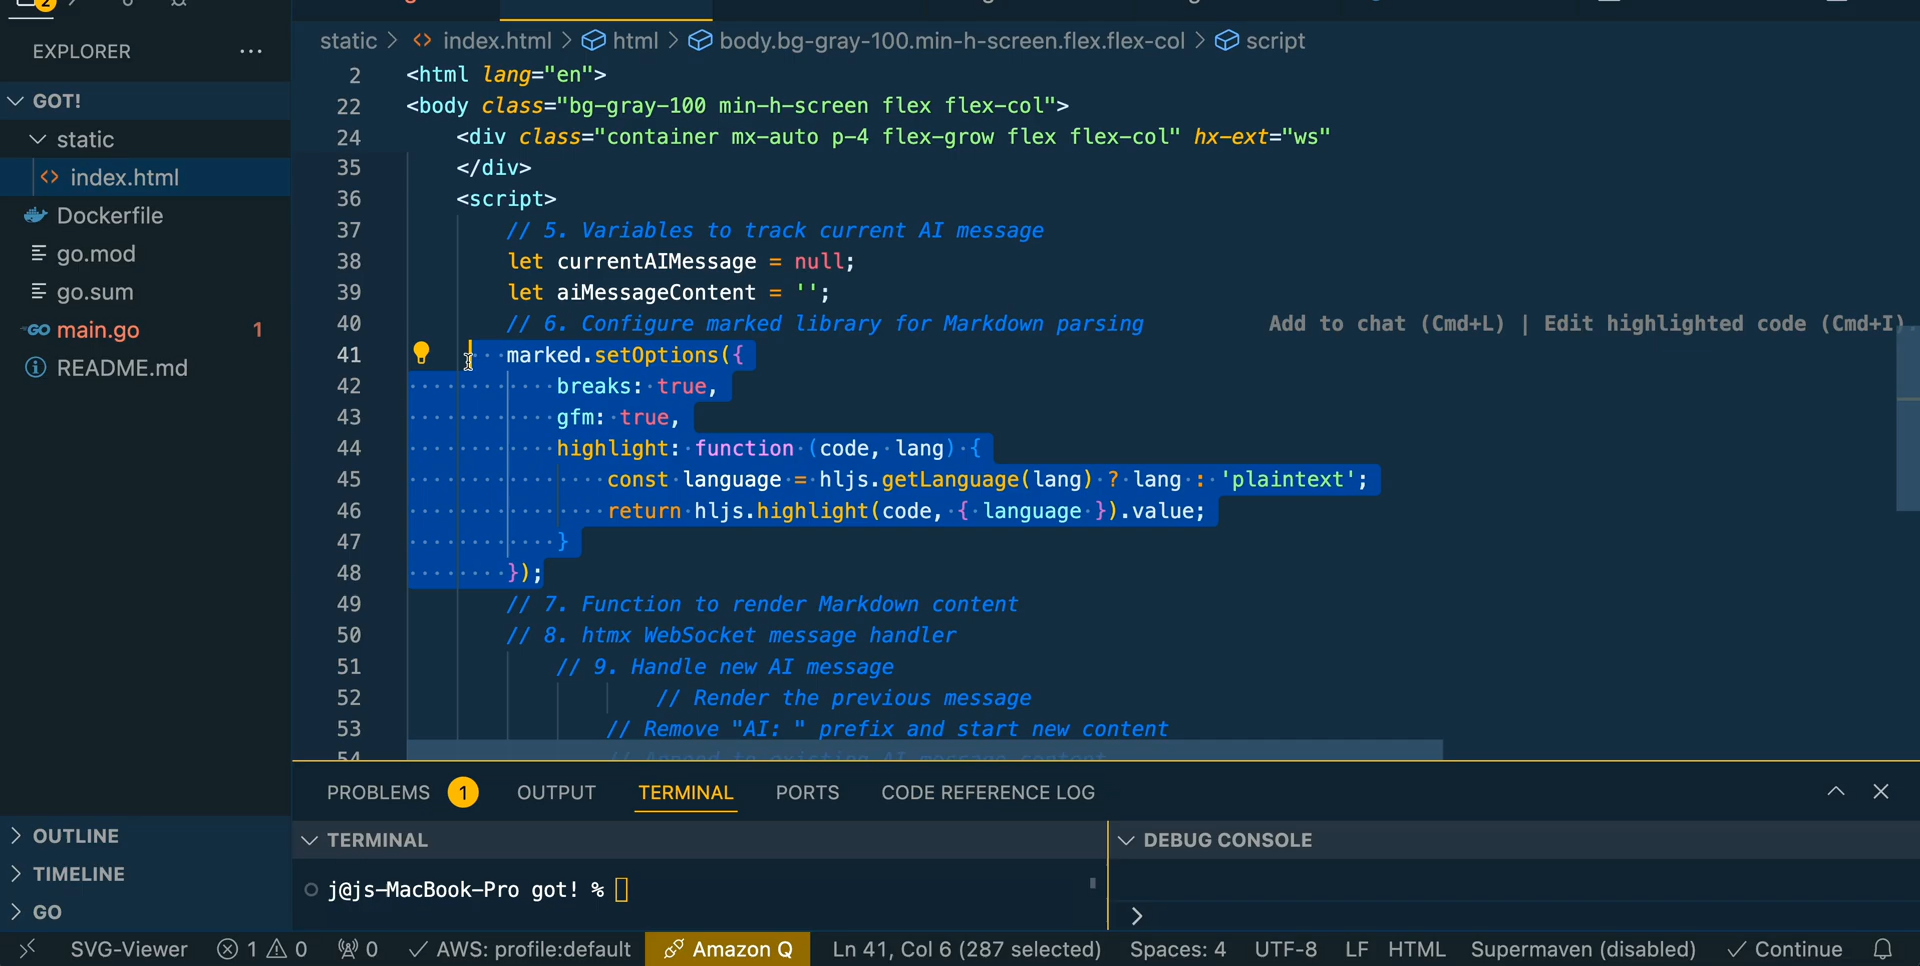 2
EXPLORER ...
GOT!
static
index.html
Dockerfile
go.mod
go.sum
main.go 1
README.md
OUTLINE
TIMELINE
GO
static > index.html > html > body.bg-gray-100.min-h-screen.flex.flex-col > script
2 <html lang="en">
22 <body class="bg-gray-100 min-h-screen flex flex-col">
24 <div class="container mx-auto p-4 flex-grow flex flex-col" hx-ext="ws"
35 </div>
36 <script>
37 // 5. Variables to track current AI message
38 let currentAIMessage = null;
39 let aiMessageContent = '';
40 // 6. Configure marked library for Markdown parsing Add to chat (Cmd+L) | Edit highlighted code (Cmd+I).
41 marked.setOptions({
42 breaks: true,
43 gfm: true,
44 highlight: function (code, lang) {
45 const language = hljs.getLanguage(lang) ? lang : 'plaintext';
46 return hljs.highlight(code, { language }).value;
47 }
48 });
49 // 7. Function to render Markdown content
50 // 8. htmx WebSocket message handler
51 // 9. Handle new AI message
52 // Render the previous message
53 // Remove "AI: " prefix and start new content
54 // Append to existing AI message content
PROBLEMS 1 OUTPUT TERMINAL PORTS CODE REFERENCE LOG
TERMINAL
j@js-MacBook-Pro got! %
DEBUG CONSOLE
>
SVG-Viewer 1 0 0 AWS: profile:default Amazon Q Ln 41, Col 6 (287 selected) Spaces: 4 UTF-8 LF HTML Supermaven (disabled) Continue